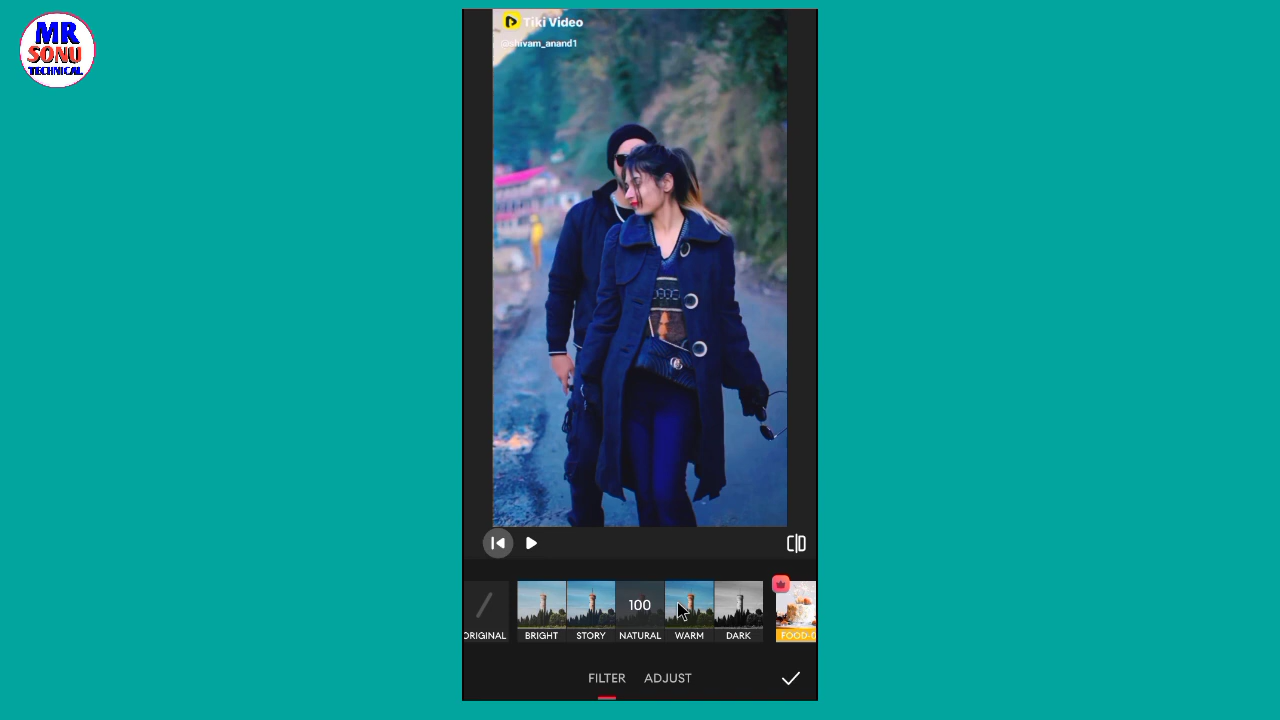 MR
SONU
TECHNICAL
Tiki Video
@shivam_anand1
100
ORIGINAL
BRIGHT
STORY
NATURAL
WARM
DARK
FILTER
ADJUST